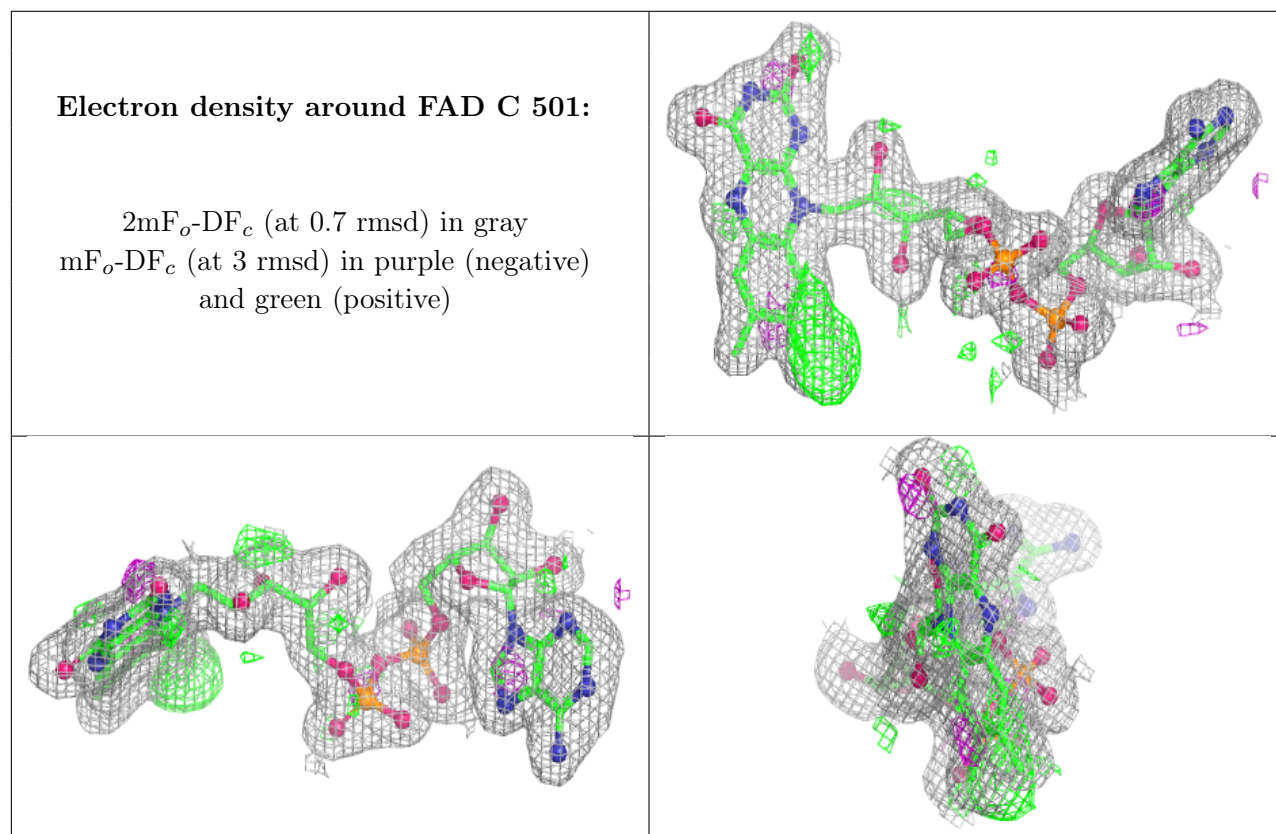 Electron density around FAD C 501:
2mFo-DFc (at 0.7 rmsd) in gray
mFo-DFc (at 3 rmsd) in purple (negative)
and green (positive)